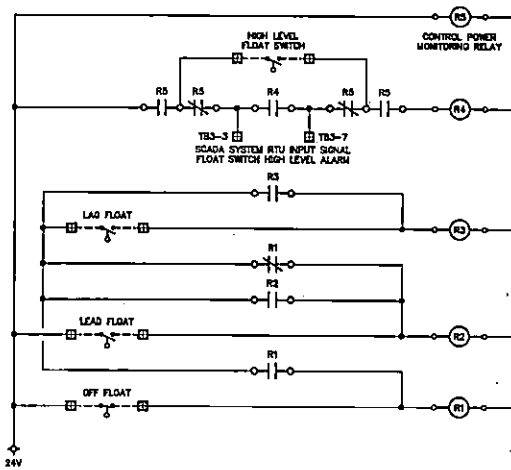 R5
CONTROL POWER
MONITORING RELAY
HIGH LEVEL
FLOAT SWITCH
R5
R5
R4
R5
R5
R4
TB3-3
TB3-7
SCADA SYSTEM RTU INPUT SIGNAL
FLOAT SWITCH HIGH LEVEL ALARM
R3
LAG FLOAT
R3
R1
R2
LEAD FLOAT
R2
R1
OFF FLOAT
R1
24V